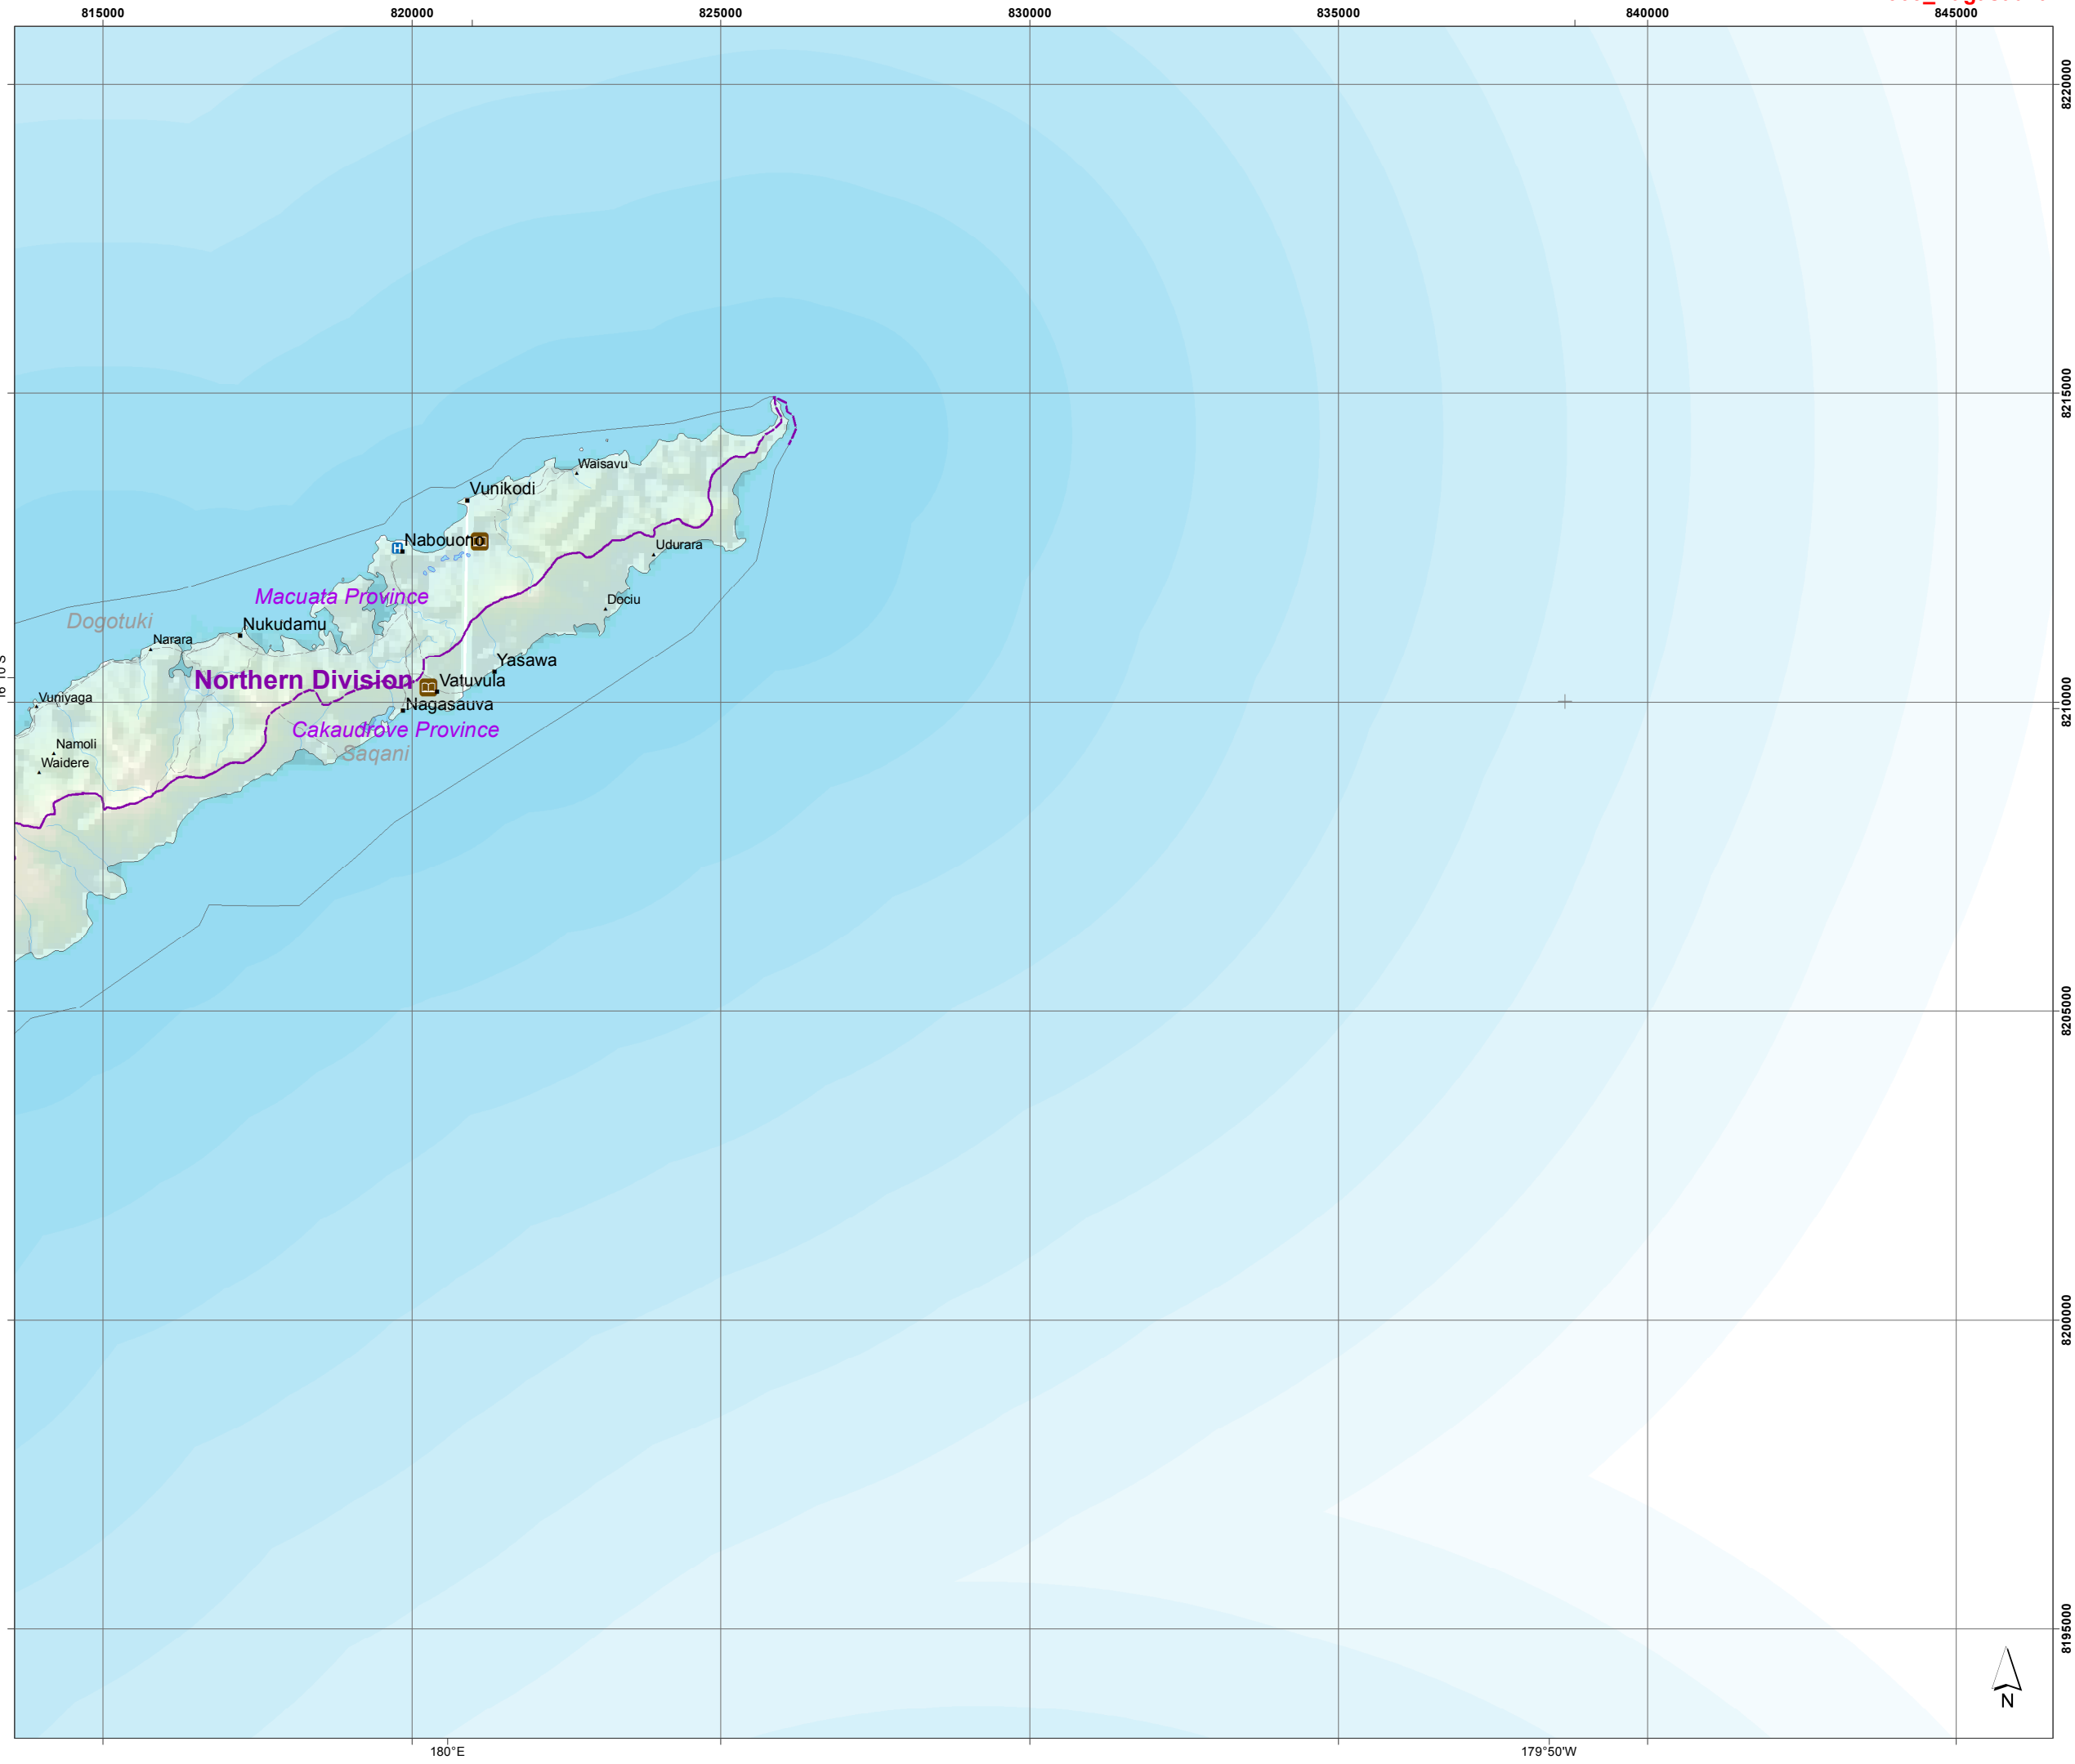 815000 820000 825000 830000 835000 840000 845000
8220000
8215000
Waisavu
Vunikodi
Nabouono
Udurara
Macuata Province
Dociu
Dogotuki
Nukudamu
Narara
Yasawa
Northern Division
Vatuvula
Vuniyaga
Nagasauva
8210000
Cakaudrove Province
Namoli
Saqani
Waidere
8205000
8200000
8195000
N
180°E
179°50'W